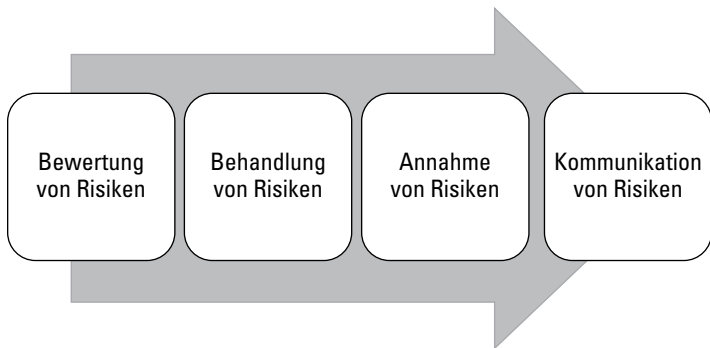 Bewertung
von Risiken
Behandlung
von Risiken
Annahme
von Risiken
Kommunikation
von Risiken